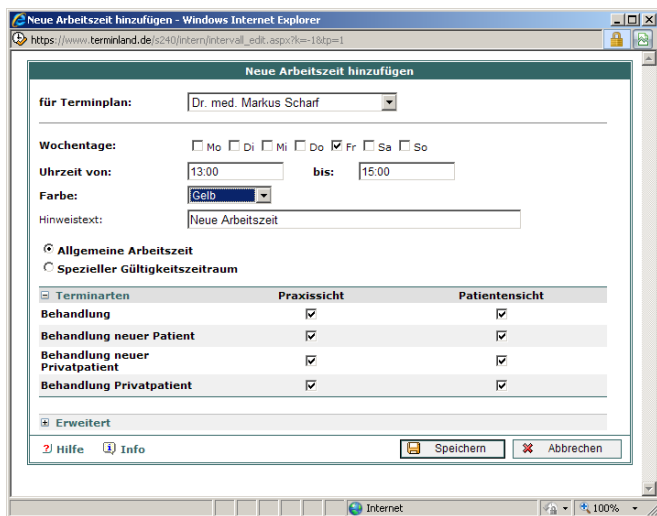 Neue Arbeitszeit hinzufügen - Windows Internet Explorer
https://www.terminland.de/s240/intern/intervall_edit.aspx?k=-1&tp=1
Neue Arbeitszeit hinzufügen
für Terminplan: Dr. med. Markus Scharf
Wochentage: Mo Di Mi Do Fr Sa So
Uhrzeit von: 13:00 bis: 15:00
Farbe: Gelb
Hinweistext: Neue Arbeitszeit
Allgemeine Arbeitszeit
Spezieller Gültigkeitszeitraum
Terminarten Praxissicht Patientensicht
Behandlung
Behandlung neuer Patient
Behandlung neuer
Privatpatient
Behandlung Privatpatient
Erweitert
Hilfe Info Speichern Abbrechen
Internet 100%